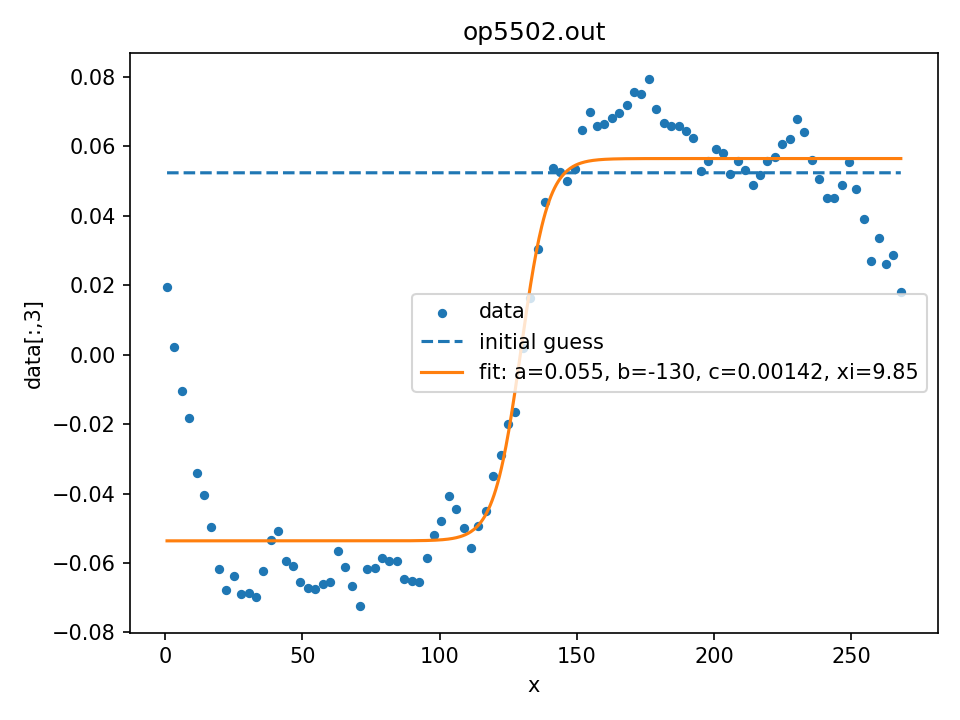 op5502.out
0.08
0.06
0.04
0.02
0.00
−0.02
−0.04
−0.06
−0.08
data[:,3]
data
initial guess
fit: a=0.055, b=-130, c=0.00142, xi=9.85
0
50
100
150
200
250
x